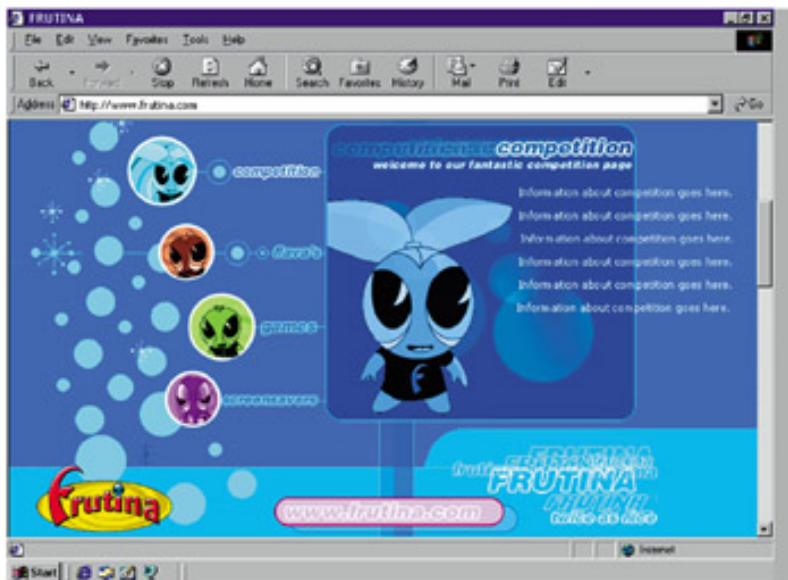 FRUTINA
File Edit View Favorites Tools Help
Back Forward Stop Refresh Home Search Favorites History Mail Print Edit
Address http://www.frutina.com Go
competition
flava's
games
screensavers
competition
welcome to our fantastic competition page
Information about competition goes here.
Information about competition goes here.
Information about competition goes here.
Information about competition goes here.
Information about competition goes here.
Information about competition goes here.
F
Frutina
www.frutina.com
FRUTINA
twice as nice
Internet
Start